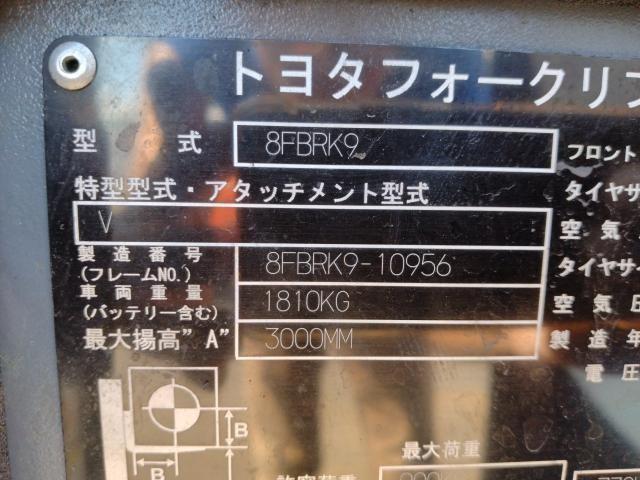 トヨタフォークリフ
型 式 8FBRK9 フロント
特型型式・アタッチメント型式 タイヤサ
V 空 気
製造番号
(フレームNO.) 8FBRK9-10956 タイヤサ
車両重量
(バッテリー含む) 1810KG 空 気 圧
最大揚高"A" 3000MM 製 造 年
電 圧
B
B
最大荷重
許容荷重